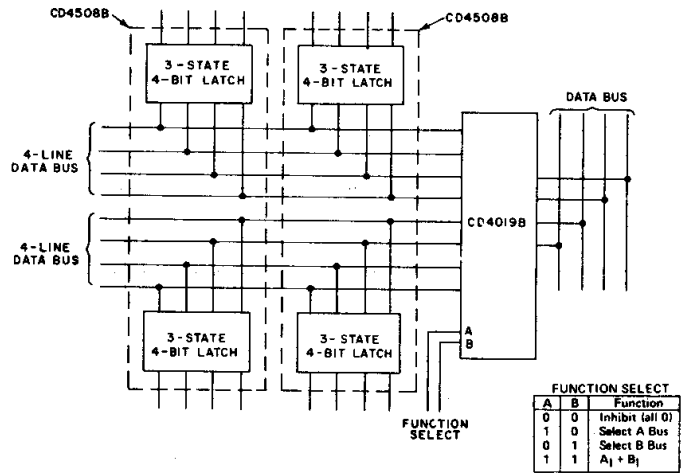 CD4508B
CD4508B
3-STATE
4-BIT LATCH
3-STATE
4-BIT LATCH
DATA BUS
4-LINE
DATA BUS
CD4019B
4-LINE
DATA BUS
3-STATE
4-BIT LATCH
3-STATE
4-BIT LATCH
A
B
FUNCTION
SELECT
FUNCTION SELECT
A B Function
0 0 Inhibit (all 0)
1 0 Select A Bus
0 1 Select B Bus
1 1 A₁ + B₁